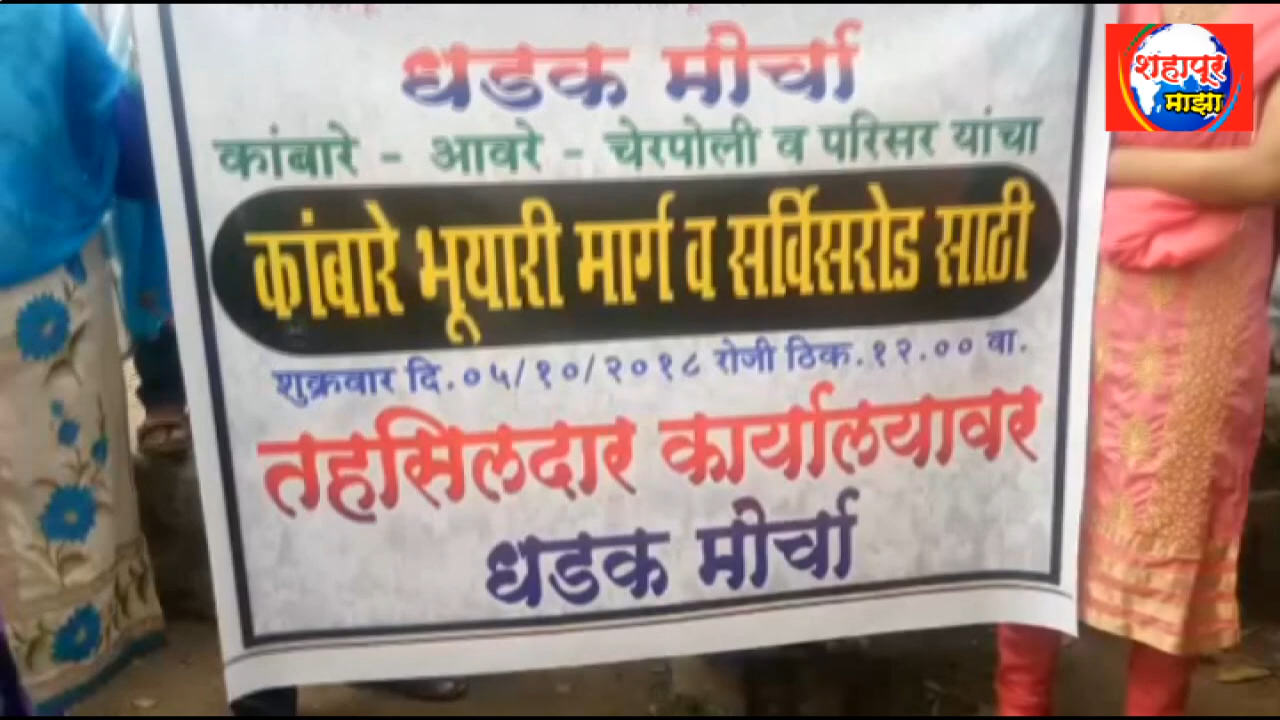 धडक मोर्चा
कांबारे - आवरे - चेरपोली व परिसर यांचा
कांबारे भूयारी मार्ग व सर्विसरोड साठी
शुक्रवार दि.०५/१०/२०१८ रोजी ठिक.१२.०० वा.
तहसिलदार कार्यालयावर
धडक मोर्चा
शहापूर
माझा